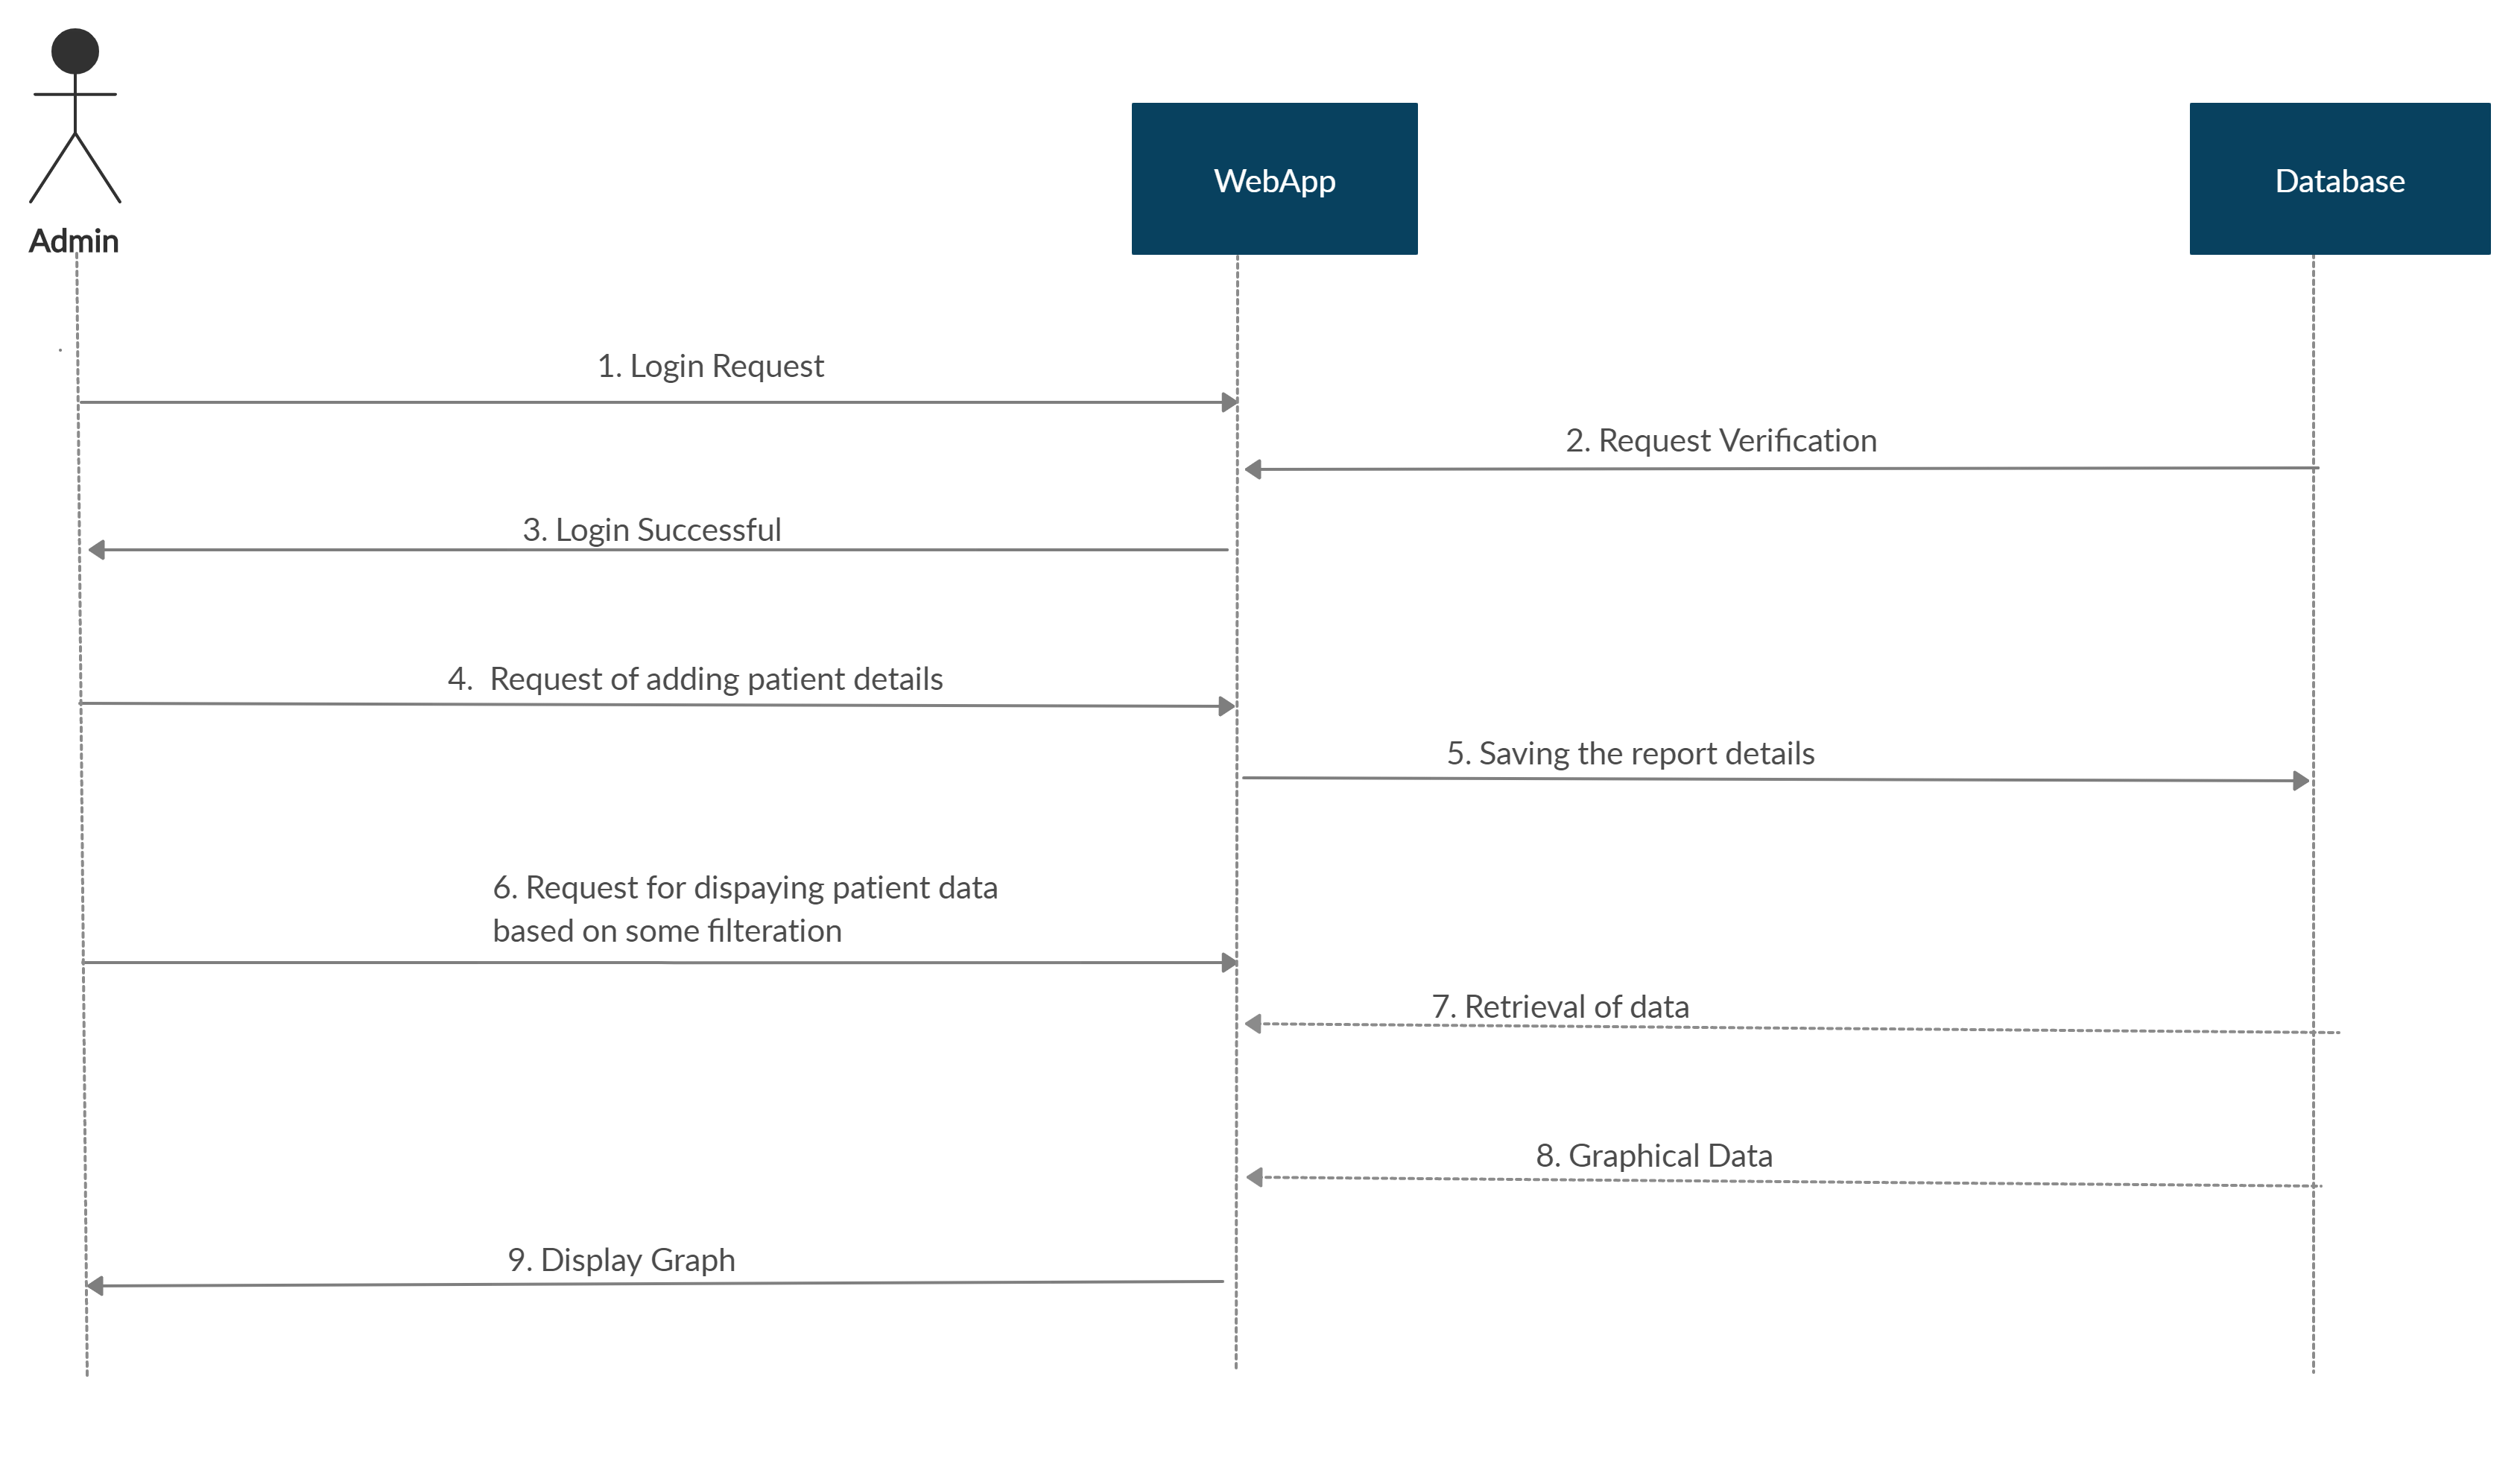 Admin
WebApp
Database
1. Login Request
2. Request Verification
3. Login Successful
4.  Request of adding patient details
5. Saving the report details
6. Request for dispaying patient data
based on some filteration
7. Retrieval of data
8. Graphical Data
9. Display Graph